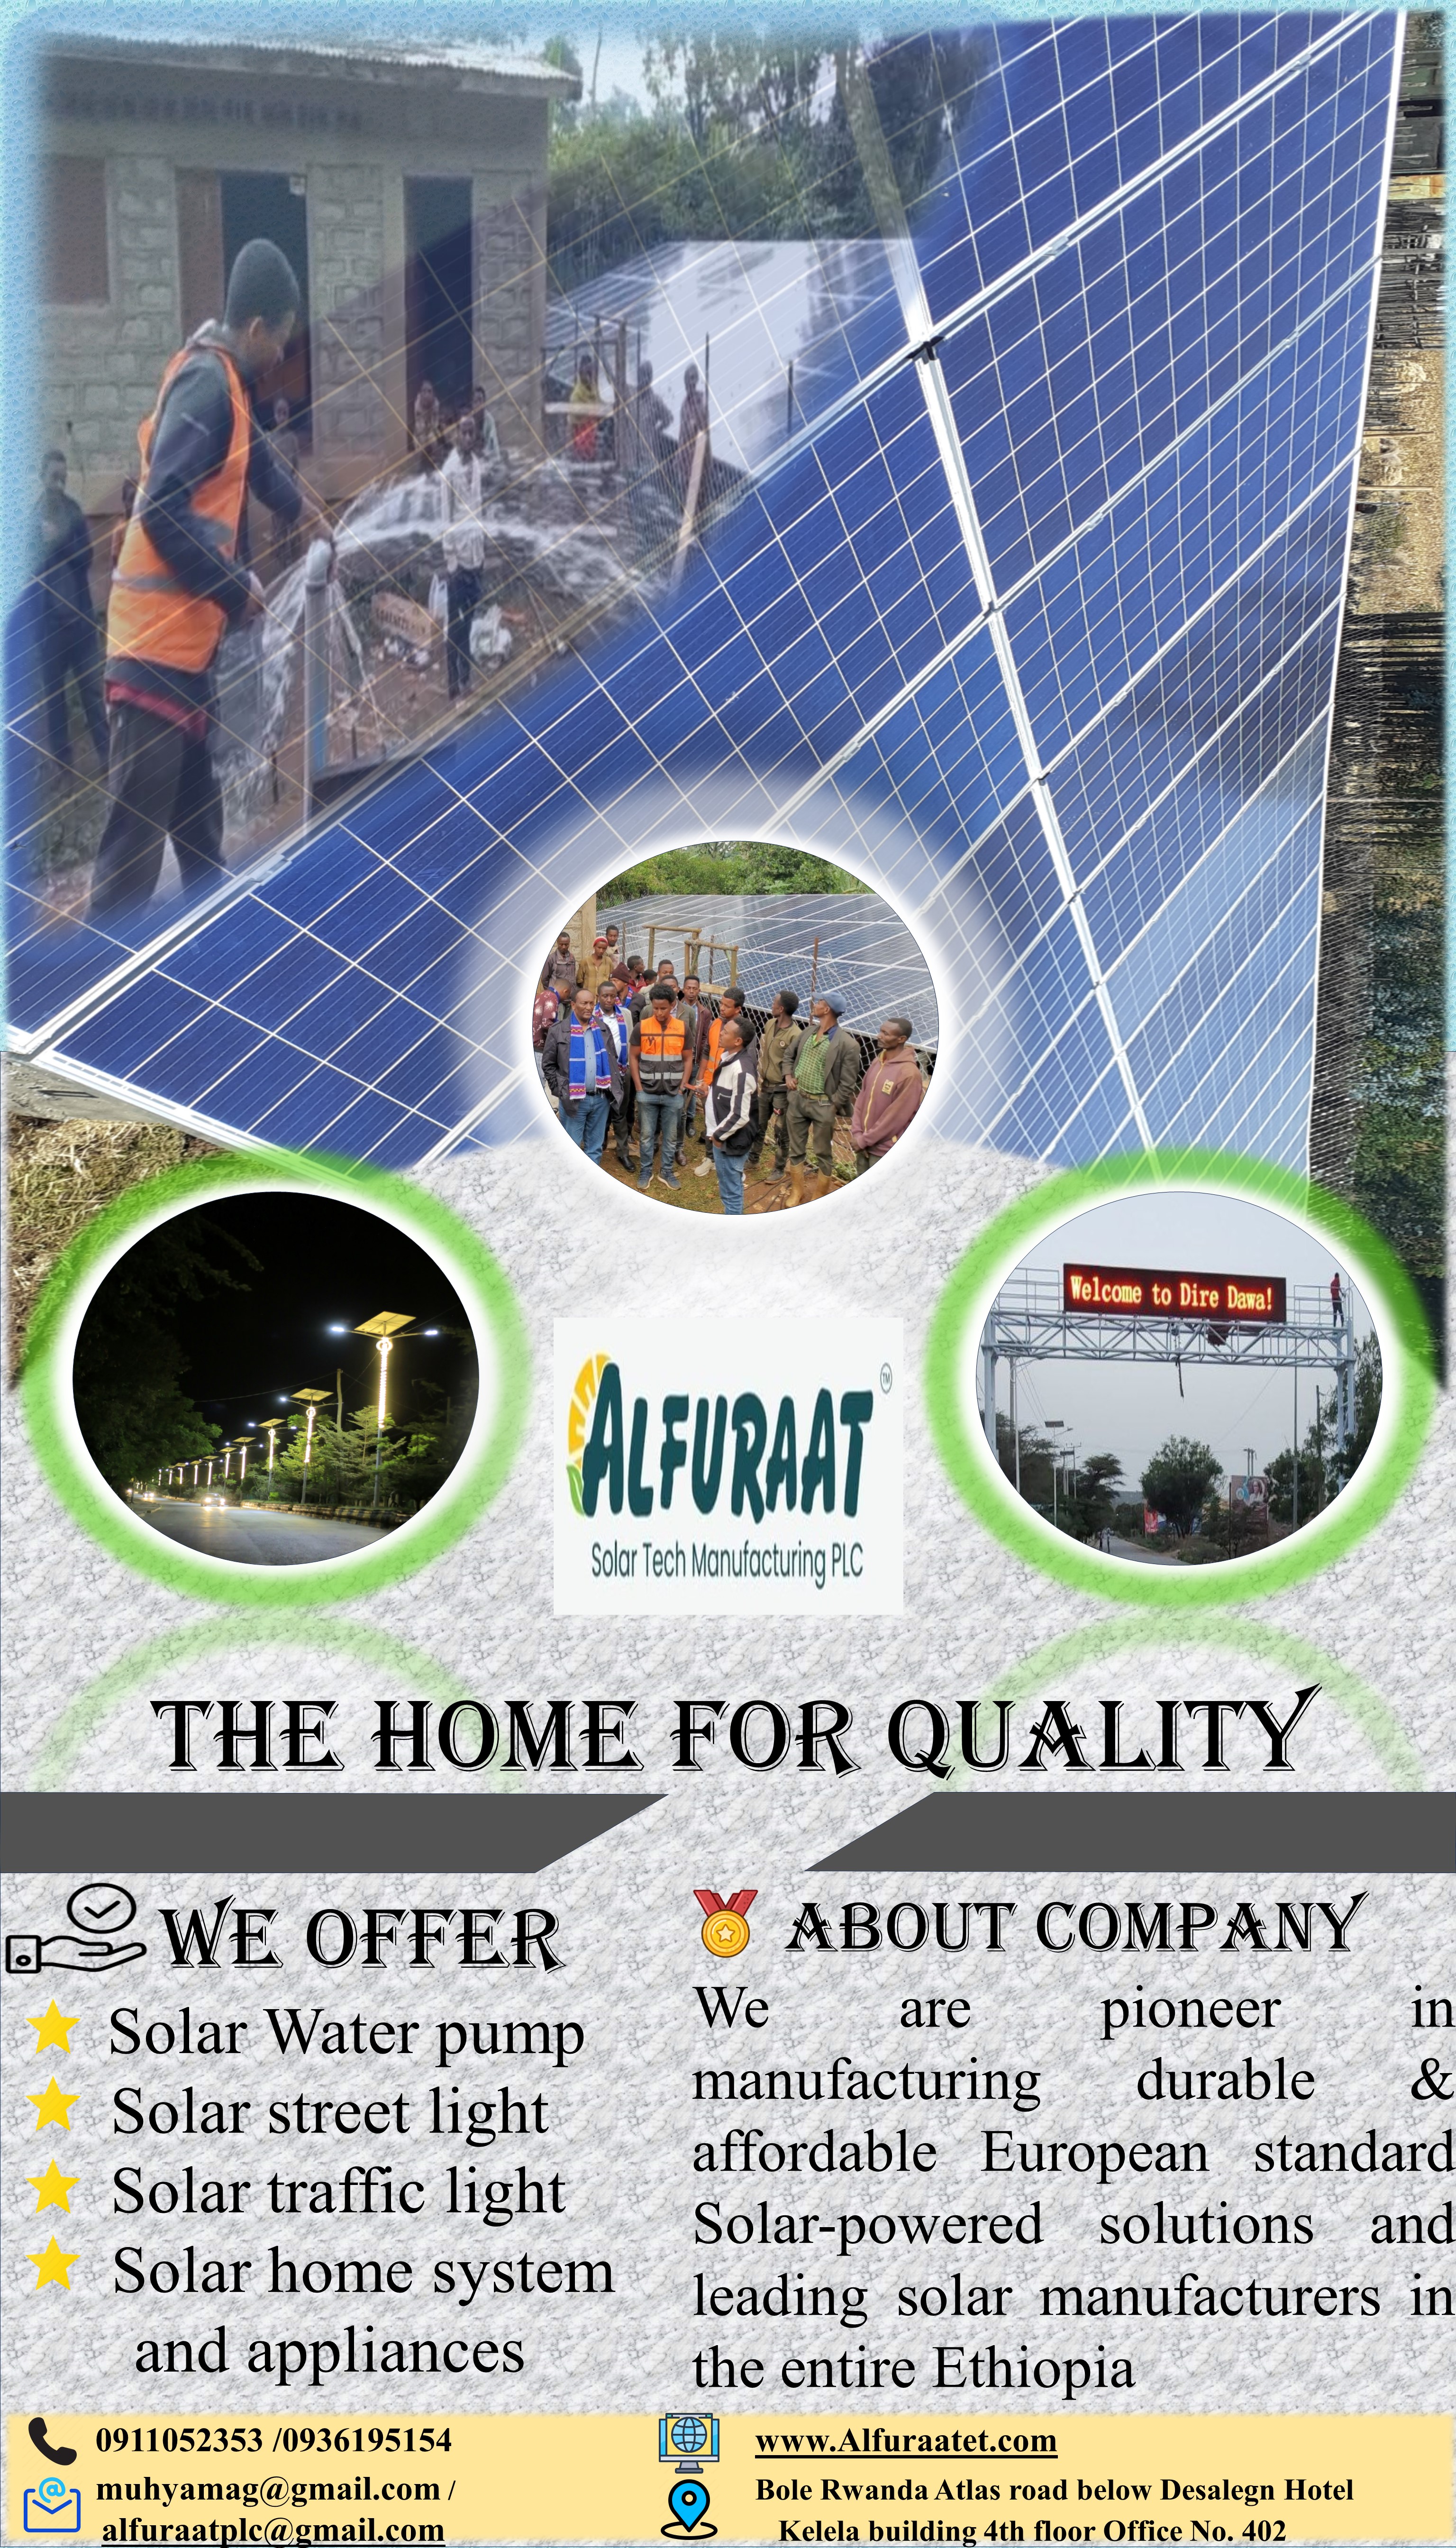 Welcome to Dire Dawa!
ALFURAAT
TM
Solar Tech Manufacturing PLC
THE HOME FOR QUALITY
WE OFFER
Solar Water pump
Solar street light
Solar traffic light
Solar home system
and appliances
ABOUT COMPANY
We are pioneer in
manufacturing durable &
affordable European standard
Solar-powered solutions and
leading solar manufacturers in
the entire Ethiopia
0911052353 /0936195154
muhyamag@gmail.com /
alfuraatplc@gmail.com
www.Alfuraatet.com
Bole Rwanda Atlas road below Desalegn Hotel
Kelela building 4th floor Office No. 402